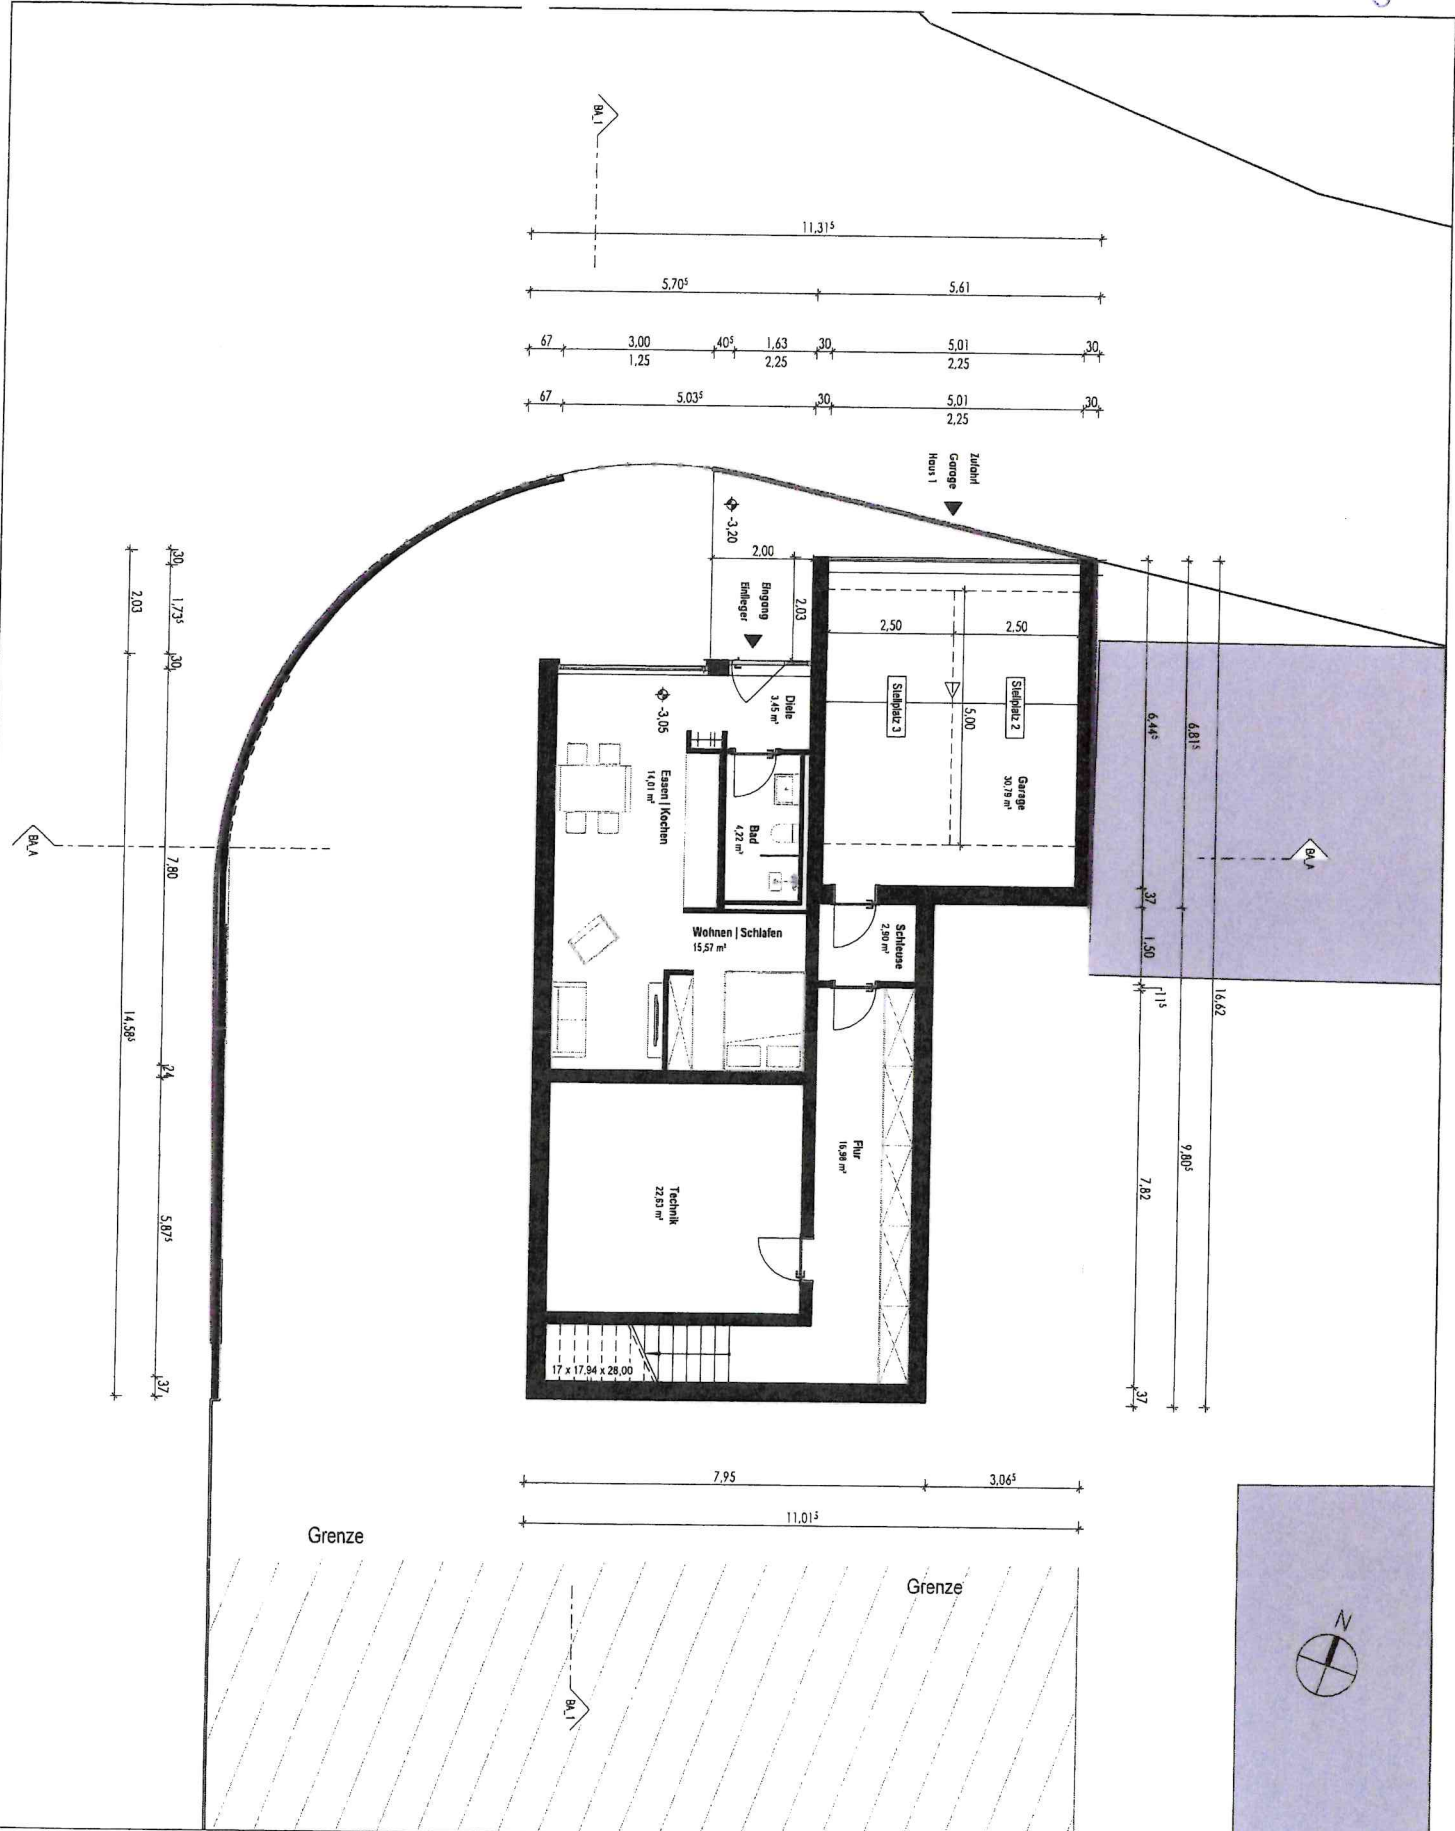 BA_1
11,31⁵
5,70⁵ 5,61
67 3,00 40⁵ 1,63 30 5,01 30
1,25 2,25 2,25
67 5,03⁵ 30 5,01 30
2,25
Zufahrt
Garage
Haus 1
-3,20
2,00
Eingang
Einlieger
2,03
2,50 2,50
5,00
Stellplatz 3
Stellplatz 2
Garage
30,79 m²
Diele
3,45 m²
-3,05
Essen | Kochen
14,01 m²
Bad
4,22 m²
Wohnen | Schlafen
15,57 m²
Schleuse
2,90 m²
Flur
Technik
22,63 m²
17 x 17,94 x 28,00
30
1,73⁵
30
7,80
24
5,87⁵
37
2,03
14,58⁵
BA_A
BA_A
6,44⁵
37
1,50
11⁵
7,82
37
6,81⁵
9,80⁵
16,62
7,95 3,06⁵
11,01⁵
Grenze
Grenze
BA_1
N